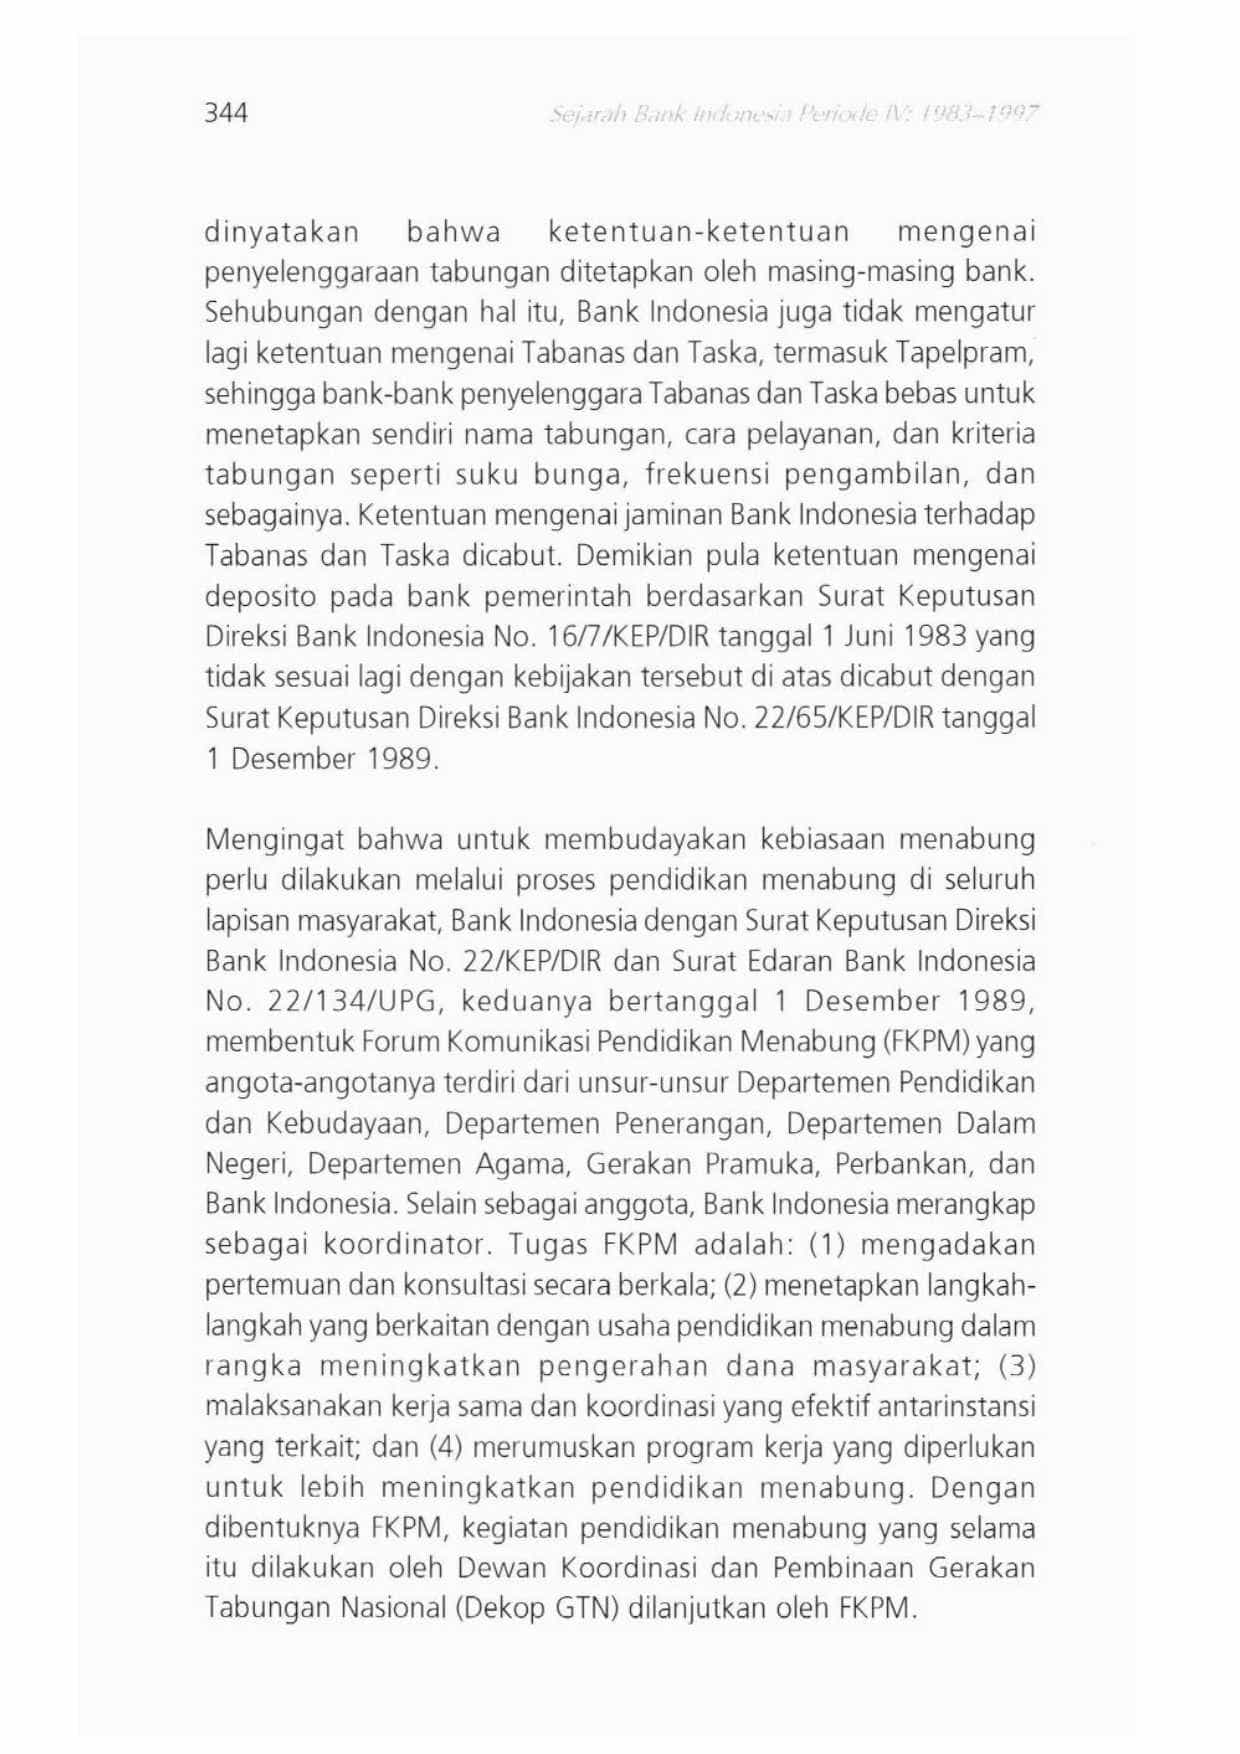 344
Sejarah Bank Indonesia Periode IV: 1983–1997
dinyatakan bahwa ketentuan-ketentuan mengenai
penyelenggaraan tabungan ditetapkan oleh masing-masing bank.
Sehubungan dengan hal itu, Bank Indonesia juga tidak mengatur
lagi ketentuan mengenai Tabanas dan Taska, termasuk Tapelpram,
sehingga bank-bank penyelenggara Tabanas dan Taska bebas untuk
menetapkan sendiri nama tabungan, cara pelayanan, dan kriteria
tabungan seperti suku bunga, frekuensi pengambilan, dan
sebagainya. Ketentuan mengenai jaminan Bank Indonesia terhadap
Tabanas dan Taska dicabut. Demikian pula ketentuan mengenai
deposito pada bank pemerintah berdasarkan Surat Keputusan
Direksi Bank Indonesia No. 16/7/KEP/DIR tanggal 1 Juni 1983 yang
tidak sesuai lagi dengan kebijakan tersebut di atas dicabut dengan
Surat Keputusan Direksi Bank Indonesia No. 22/65/KEP/DIR tanggal
1 Desember 1989.
Mengingat bahwa untuk membudayakan kebiasaan menabung
perlu dilakukan melalui proses pendidikan menabung di seluruh
lapisan masyarakat, Bank Indonesia dengan Surat Keputusan Direksi
Bank Indonesia No. 22/KEP/DIR dan Surat Edaran Bank Indonesia
No. 22/134/UPG, keduanya bertanggal 1 Desember 1989,
membentuk Forum Komunikasi Pendidikan Menabung (FKPM) yang
angota-angotanya terdiri dari unsur-unsur Departemen Pendidikan
dan Kebudayaan, Departemen Penerangan, Departemen Dalam
Negeri, Departemen Agama, Gerakan Pramuka, Perbankan, dan
Bank Indonesia. Selain sebagai anggota, Bank Indonesia merangkap
sebagai koordinator. Tugas FKPM adalah: (1) mengadakan
pertemuan dan konsultasi secara berkala; (2) menetapkan langkah-
langkah yang berkaitan dengan usaha pendidikan menabung dalam
rangka meningkatkan pengerahan dana masyarakat; (3)
malaksanakan kerja sama dan koordinasi yang efektif antarinstansi
yang terkait; dan (4) merumuskan program kerja yang diperlukan
untuk lebih meningkatkan pendidikan menabung. Dengan
dibentuknya FKPM, kegiatan pendidikan menabung yang selama
itu dilakukan oleh Dewan Koordinasi dan Pembinaan Gerakan
Tabungan Nasional (Dekop GTN) dilanjutkan oleh FKPM.